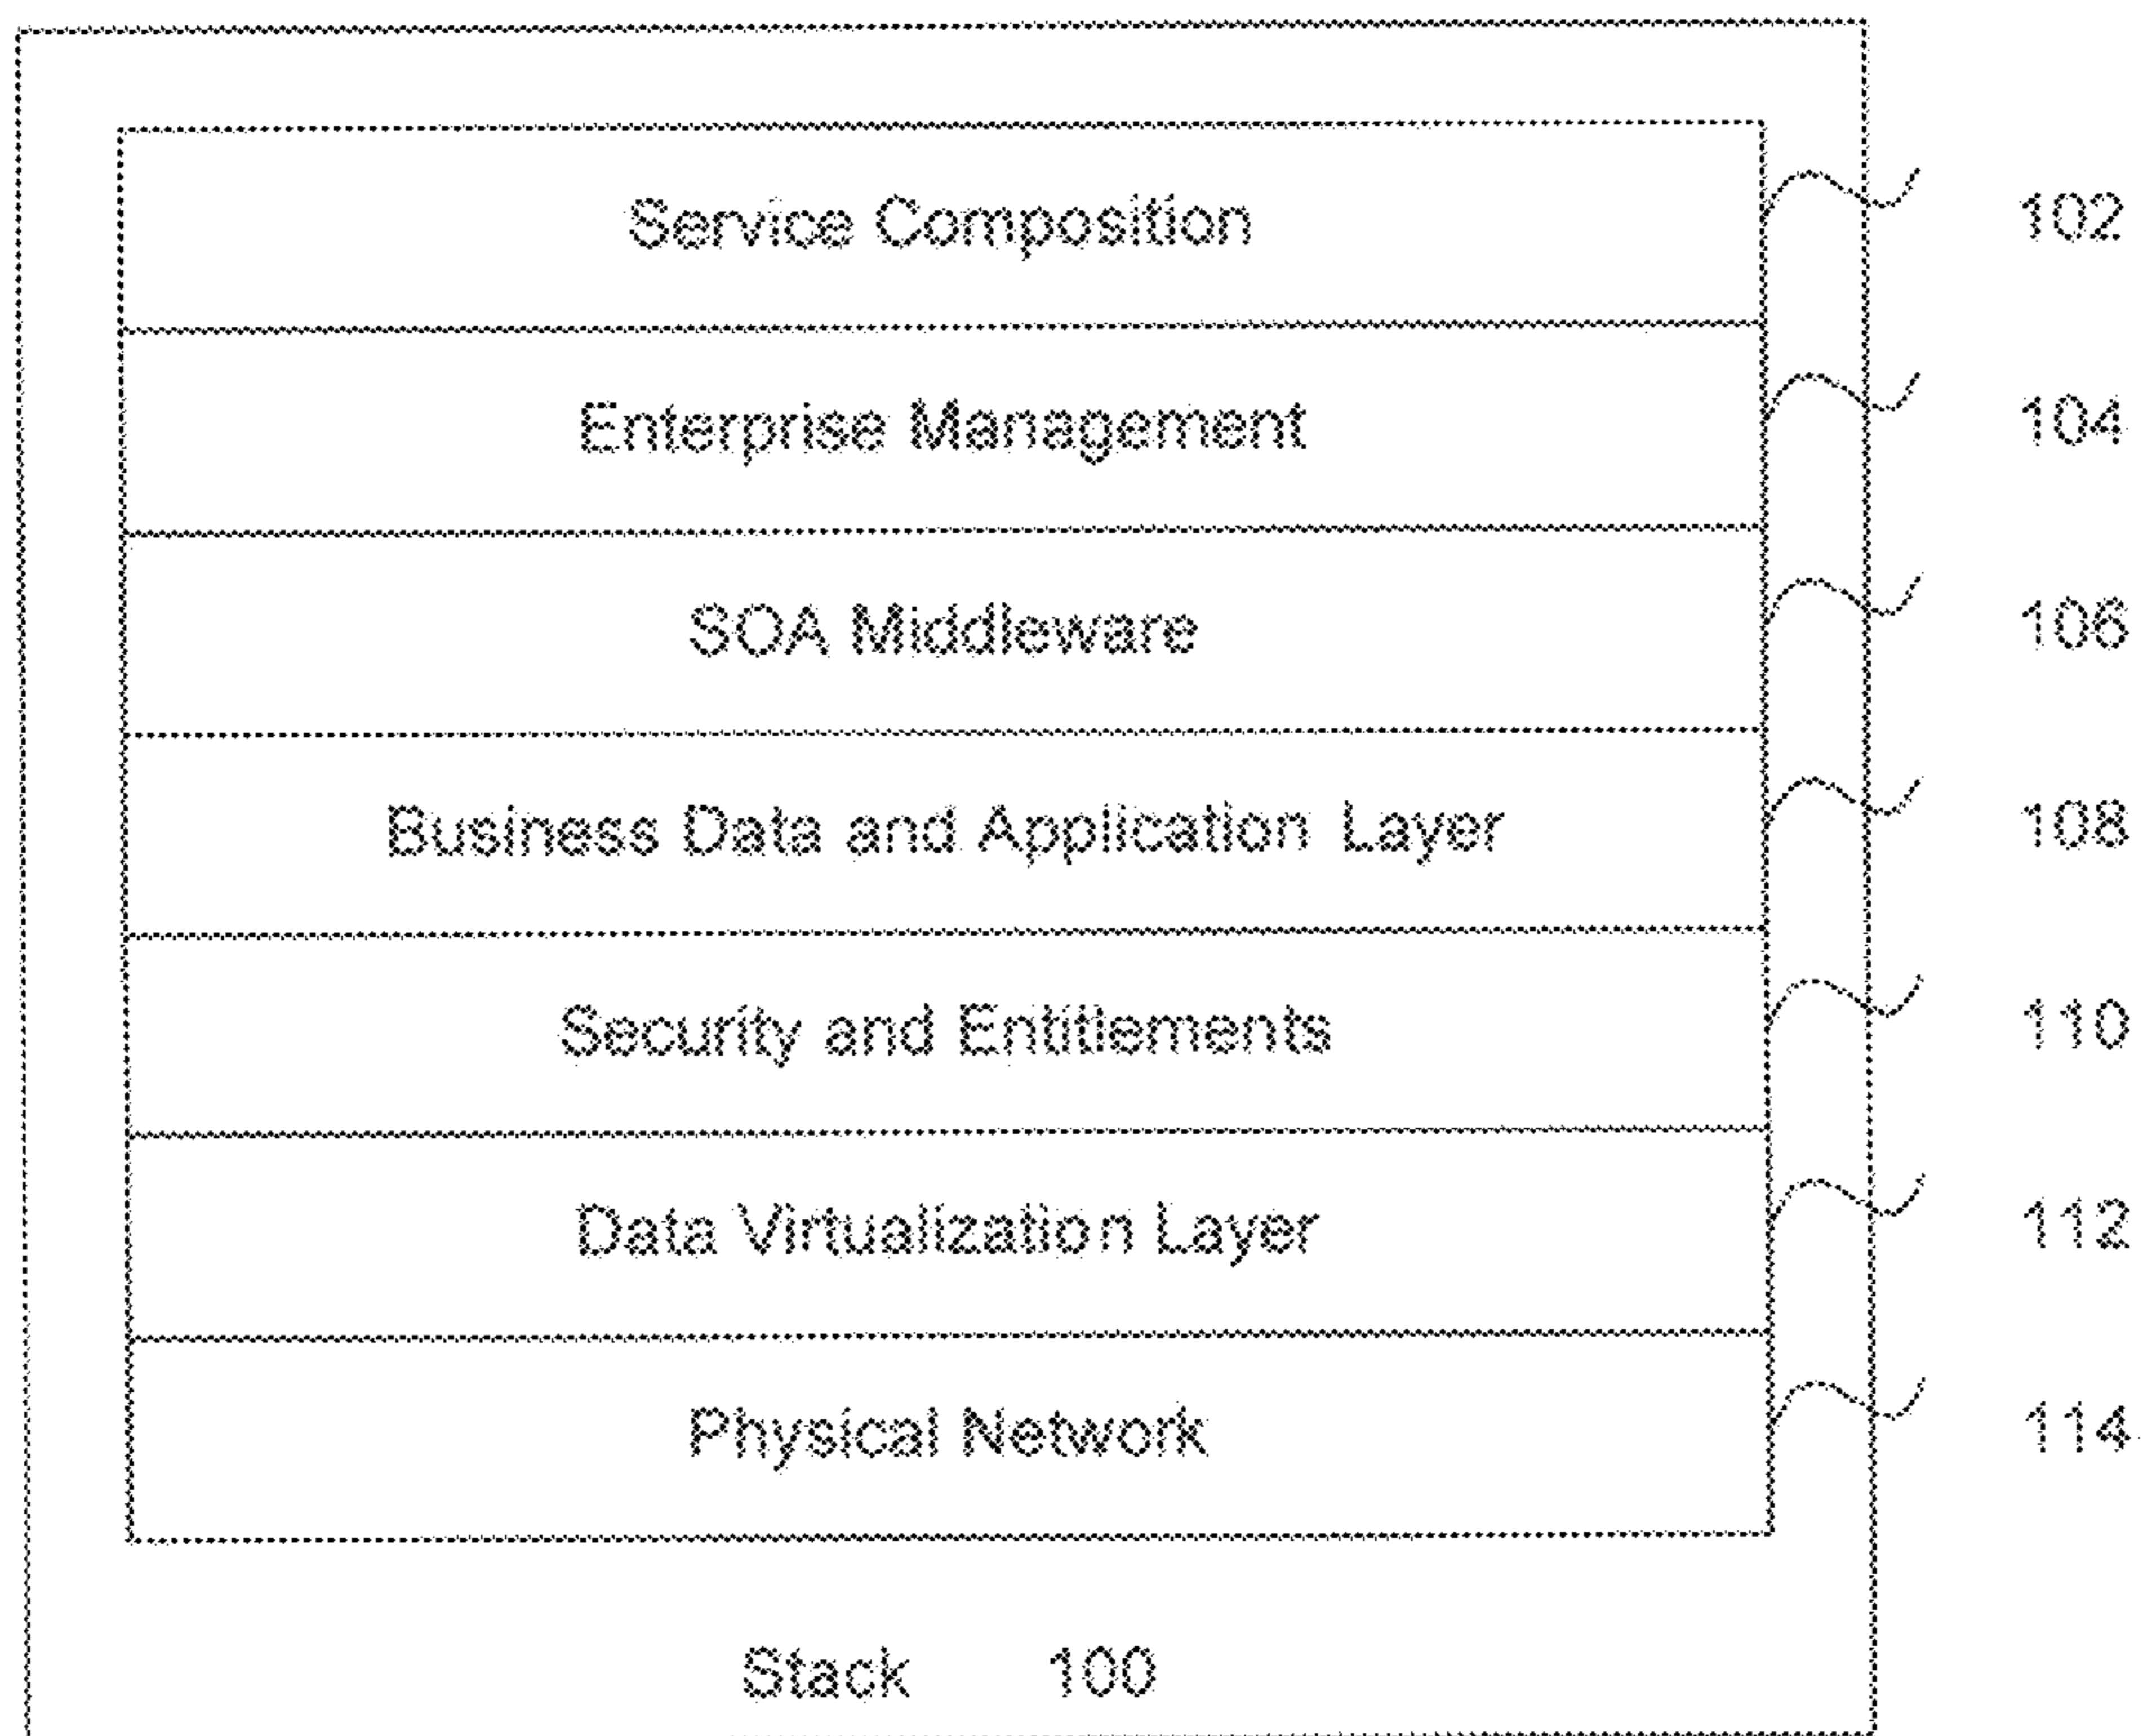 Service Composition 102
Enterprise Management 104
SOA Middleware 106
Business Data and Application Layer 108
Security and Entitlements 110
Data Virtualization Layer 112
Physical Network 114
Stack 100